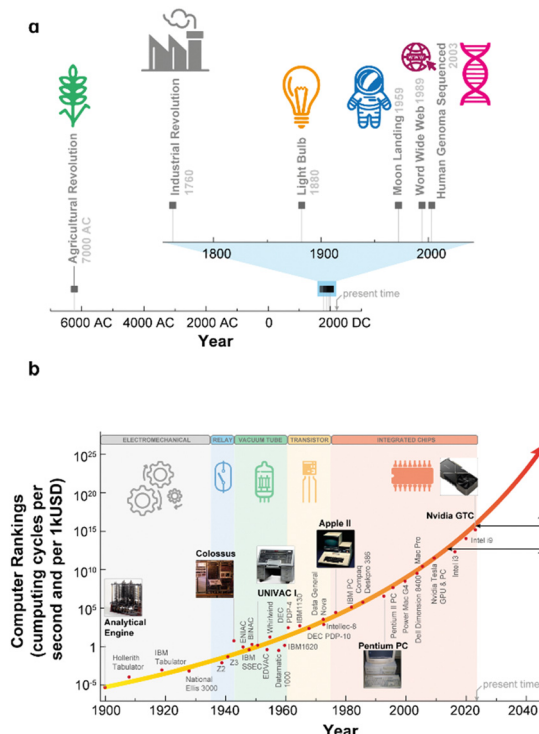 a
Agricultural Revolution
7000 AC
Industrial Revolution
1760
Light Bulb
1880
Moon Landing 1959
Word Wide Web 1989
WWW
Human Genoma Sequenced
2003
1800 1900 2000
present time
6000 AC 4000 AC 2000 AC 0 2000 DC
Year
b
Computer Rankings
(cumputing cycles per
second and per 1kUSD)
ELECTROMECHANICAL RELAY VACUUM TUBE TRANSISTOR INTEGRATED CHIPS
10^25
10^20
10^15
10^10
10^5
1
10^-5
Analytical
Engine
Hollerith
Tabulator
IBM
Tabulator
National
Ellis 3000
Z2
Z3
Colossus
ENIAC
BINAC
IBM
SSEC
UNIVAC I
Whirlwind
EDVAC
Datamatic
1000
DEC
PDP-4
IBM1620
IBM1130
Data General
Nova
DEC PDP-10
Intellec-8
Apple II
IBM PC
Compaq
Deskpro 386
Pentium PC
Pentium II PC
Power Mac G4
Dell Dimonson 8400
Mac Pro
Nvidia Tesla
GPU & PC
Intel i3
Intel i9
Nvidia GTC
present time
1900 1920 1940 1960 1980 2000 2020 2040
Year